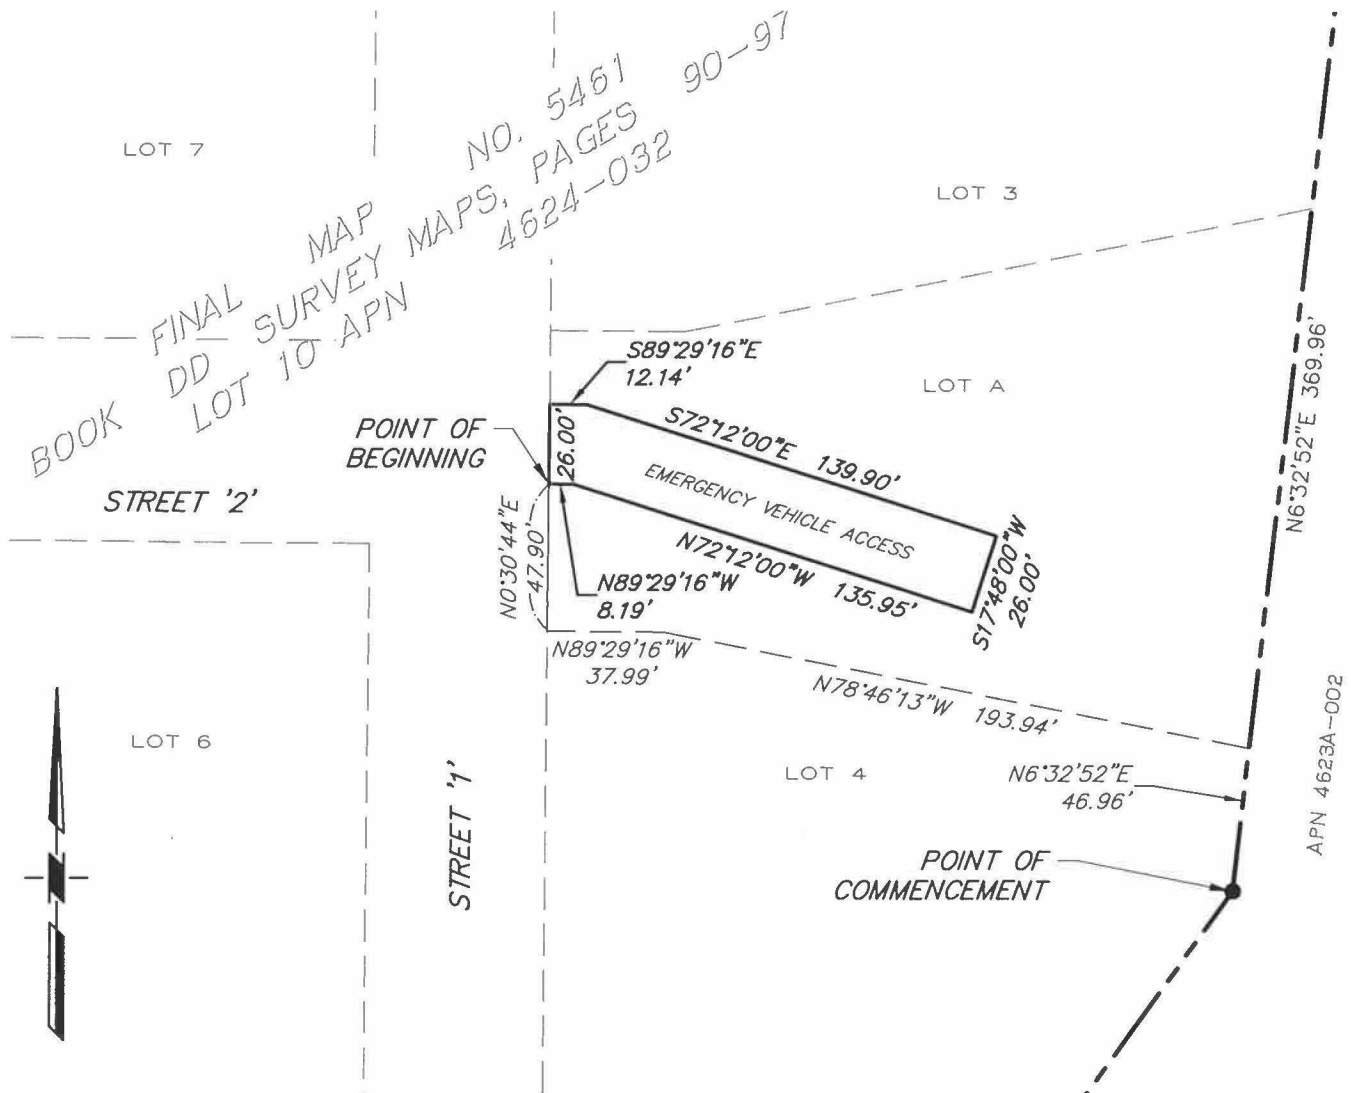 LOT 7
FINAL MAP NO. 5461
BOOK DD SURVEY MAPS, PAGES 90-97
LOT 10 APN 4624-032
LOT 3
S89°29'16"E
12.14'
LOT A
N6°32'52"E 369.96'
POINT OF
BEGINNING
26.00'
S72°12'00"E 139.90'
STREET '2'
EMERGENCY VEHICLE ACCESS
N0°30'44"E
47.90'
N72°12'00"W 135.95'
S17°48'00"W
26.00'
N89°29'16"W
8.19'
N89°29'16"W
37.99'
N78°46'13"W 193.94'
LOT 6
STREET '1'
LOT 4
N6°32'52"E
46.96'
APN 4623A-002
POINT OF
COMMENCEMENT
N